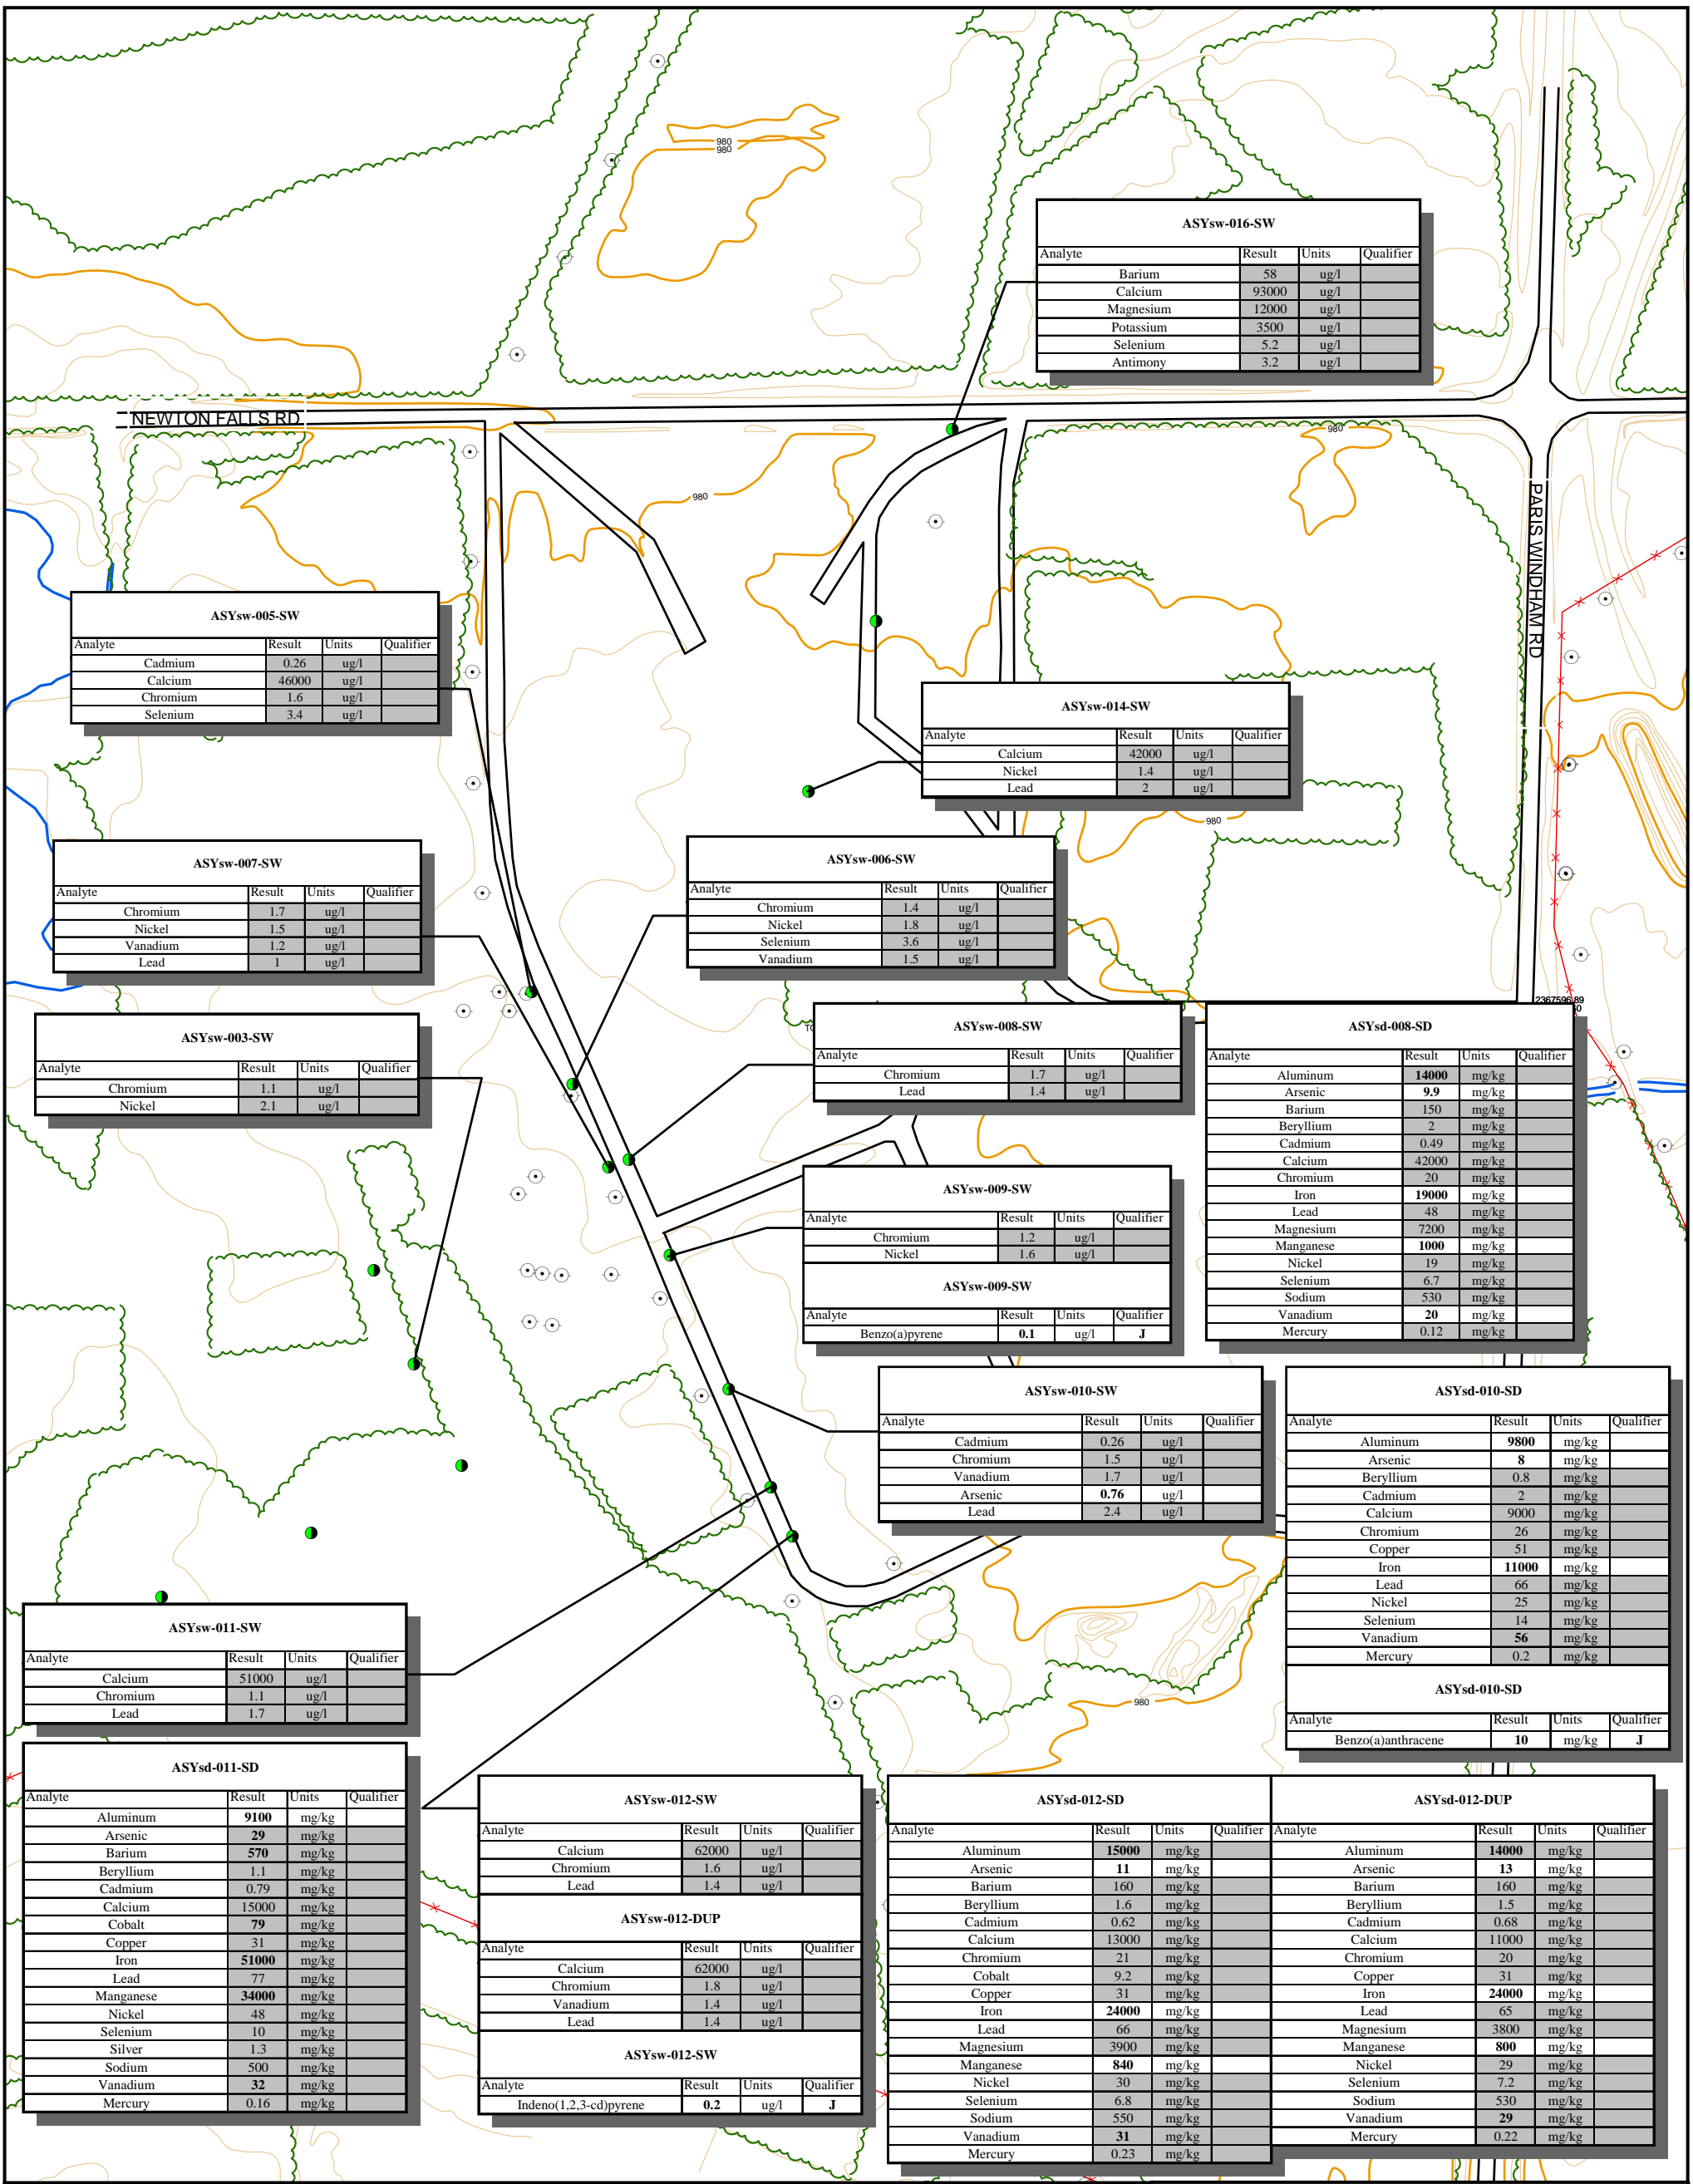 980
980
ASYsw-016-SW
Analyte Result Units Qualifier
Barium 58 ug/l
Calcium 93000 ug/l
Magnesium 12000 ug/l
Potassium 3500 ug/l
Selenium 5.2 ug/l
Antimony 3.2 ug/l
NEWTON FALLS RD
980
980
PARIS WINDHAM RD
ASYsw-005-SW
Analyte Result Units Qualifier
Cadmium 0.26 ug/l
Calcium 46000 ug/l
Chromium 1.6 ug/l
Selenium 3.4 ug/l
ASYsw-014-SW
Analyte Result Units Qualifier
Calcium 42000 ug/l
Nickel 1.4 ug/l
Lead 2 ug/l
980
ASYsw-007-SW
Analyte Result Units Qualifier
Chromium 1.7 ug/l
Nickel 1.5 ug/l
Vanadium 1.2 ug/l
Lead 1 ug/l
ASYsw-006-SW
Analyte Result Units Qualifier
Chromium 1.4 ug/l
Nickel 1.8 ug/l
Selenium 3.6 ug/l
Vanadium 1.5 ug/l
2367596.89
ASYsw-003-SW
Analyte Result Units Qualifier
Chromium 1.1 ug/l
Nickel 2.1 ug/l
ASYsw-008-SW
Analyte Result Units Qualifier
Chromium 1.7 ug/l
Lead 1.4 ug/l
ASYsd-008-SD
Analyte Result Units Qualifier
Aluminum 14000 mg/kg
Arsenic 9.9 mg/kg
Barium 150 mg/kg
Beryllium 2 mg/kg
Cadmium 0.49 mg/kg
Calcium 42000 mg/kg
Chromium 20 mg/kg
Iron 19000 mg/kg
Lead 48 mg/kg
Magnesium 7200 mg/kg
Manganese 1000 mg/kg
Nickel 19 mg/kg
Selenium 6.7 mg/kg
Sodium 530 mg/kg
Vanadium 20 mg/kg
Mercury 0.12 mg/kg
ASYsw-009-SW
Analyte Result Units Qualifier
Chromium 1.2 ug/l
Nickel 1.6 ug/l
ASYsw-009-SW
Analyte Result Units Qualifier
Benzo(a)pyrene 0.1 ug/l J
ASYsw-010-SW
Analyte Result Units Qualifier
Cadmium 0.26 ug/l
Chromium 1.5 ug/l
Vanadium 1.7 ug/l
Arsenic 0.76 ug/l
Lead 2.4 ug/l
ASYsd-010-SD
Analyte Result Units Qualifier
Aluminum 9800 mg/kg
Arsenic 8 mg/kg
Beryllium 0.8 mg/kg
Cadmium 2 mg/kg
Calcium 9000 mg/kg
Chromium 26 mg/kg
Copper 51 mg/kg
Iron 11000 mg/kg
Lead 66 mg/kg
Nickel 25 mg/kg
Selenium 14 mg/kg
Vanadium 56 mg/kg
Mercury 0.2 mg/kg
ASYsd-010-SD
Analyte Result Units Qualifier
Benzo(a)anthracene 10 mg/kg J
980
ASYsw-011-SW
Analyte Result Units Qualifier
Calcium 51000 ug/l
Chromium 1.1 ug/l
Lead 1.7 ug/l
ASYsd-011-SD
Analyte Result Units Qualifier
Aluminum 9100 mg/kg
Arsenic 29 mg/kg
Barium 570 mg/kg
Beryllium 1.1 mg/kg
Cadmium 0.79 mg/kg
Calcium 15000 mg/kg
Cobalt 79 mg/kg
Copper 31 mg/kg
Iron 51000 mg/kg
Lead 77 mg/kg
Manganese 34000 mg/kg
Nickel 48 mg/kg
Selenium 10 mg/kg
Silver 1.3 mg/kg
Sodium 500 mg/kg
Vanadium 32 mg/kg
Mercury 0.16 mg/kg
ASYsw-012-SW
Analyte Result Units Qualifier
Calcium 62000 ug/l
Chromium 1.6 ug/l
Lead 1.4 ug/l
ASYsw-012-DUP
Analyte Result Units Qualifier
Calcium 62000 ug/l
Chromium 1.8 ug/l
Vanadium 1.4 ug/l
Lead 1.4 ug/l
ASYsw-012-SW
Analyte Result Units Qualifier
Indeno(1,2,3-cd)pyrene 0.2 ug/l J
ASYsd-012-SD
Analyte Result Units Qualifier
Aluminum 15000 mg/kg
Arsenic 11 mg/kg
Barium 160 mg/kg
Beryllium 1.6 mg/kg
Cadmium 0.62 mg/kg
Calcium 13000 mg/kg
Chromium 21 mg/kg
Cobalt 9.2 mg/kg
Copper 31 mg/kg
Iron 24000 mg/kg
Lead 66 mg/kg
Magnesium 3900 mg/kg
Manganese 840 mg/kg
Nickel 30 mg/kg
Selenium 6.8 mg/kg
Sodium 550 mg/kg
Vanadium 31 mg/kg
Mercury 0.23 mg/kg
ASYsd-012-DUP
Analyte Result Units Qualifier
Aluminum 14000 mg/kg
Arsenic 13 mg/kg
Barium 160 mg/kg
Beryllium 1.5 mg/kg
Cadmium 0.68 mg/kg
Calcium 11000 mg/kg
Chromium 20 mg/kg
Copper 31 mg/kg
Iron 24000 mg/kg
Lead 65 mg/kg
Magnesium 3800 mg/kg
Manganese 800 mg/kg
Nickel 29 mg/kg
Selenium 7.2 mg/kg
Sodium 530 mg/kg
Vanadium 29 mg/kg
Mercury 0.22 mg/kg